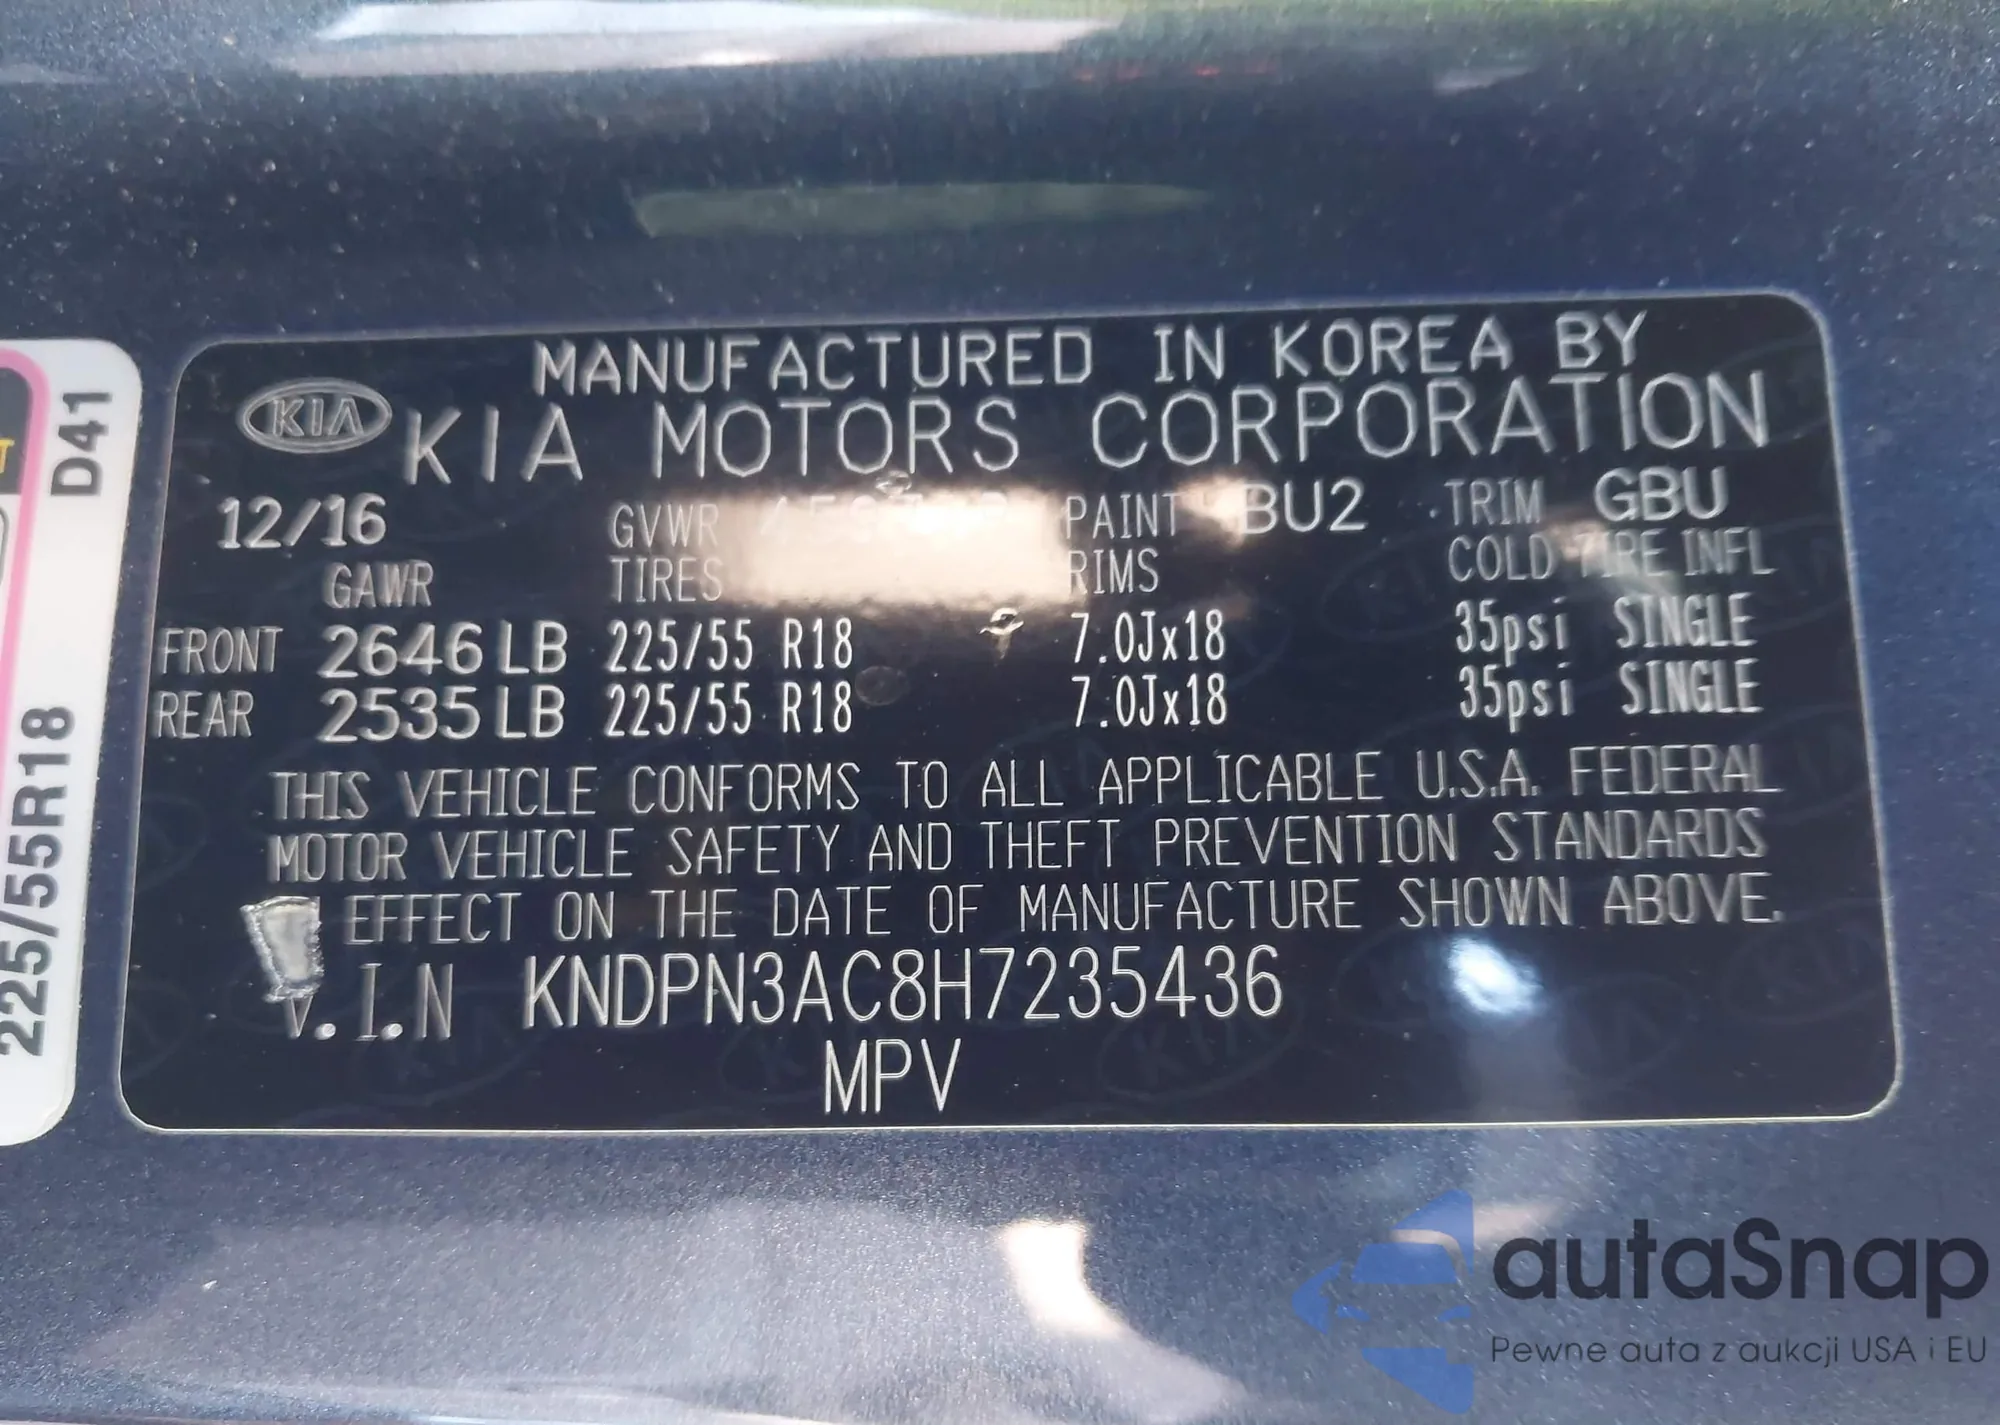 MANUFACTURED IN KOREA BY
KIA KIA MOTORS CORPORATION
12/16 GVWR PAINT BU2 TRIM GBU
GAWR TIRES RIMS COLD TIRE INFL
FRONT 2646 LB 225/55 R18 7.0Jx18 35psi SINGLE
REAR 2535 LB 225/55 R18 7.0Jx18 35psi SINGLE
THIS VEHICLE CONFORMS TO ALL APPLICABLE U.S.A. FEDERAL
MOTOR VEHICLE SAFETY AND THEFT PREVENTION STANDARDS
EFFECT ON THE DATE OF MANUFACTURE SHOWN ABOVE.
V.I.N KNDPN3AC8H7235436
MPV
D41
225/55R18
autaSnap
Pewne auta z aukcji USA i EU